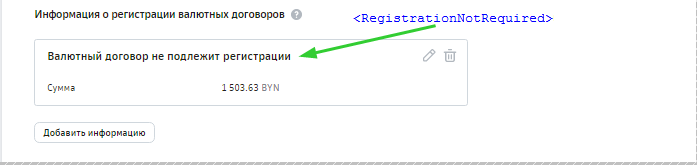 Информация о регистрации валютных договоров ?
<RegistrationNotRequired>
Валютный договор не подлежит регистрации
Сумма 1 503.63 BYN
Добавить информацию